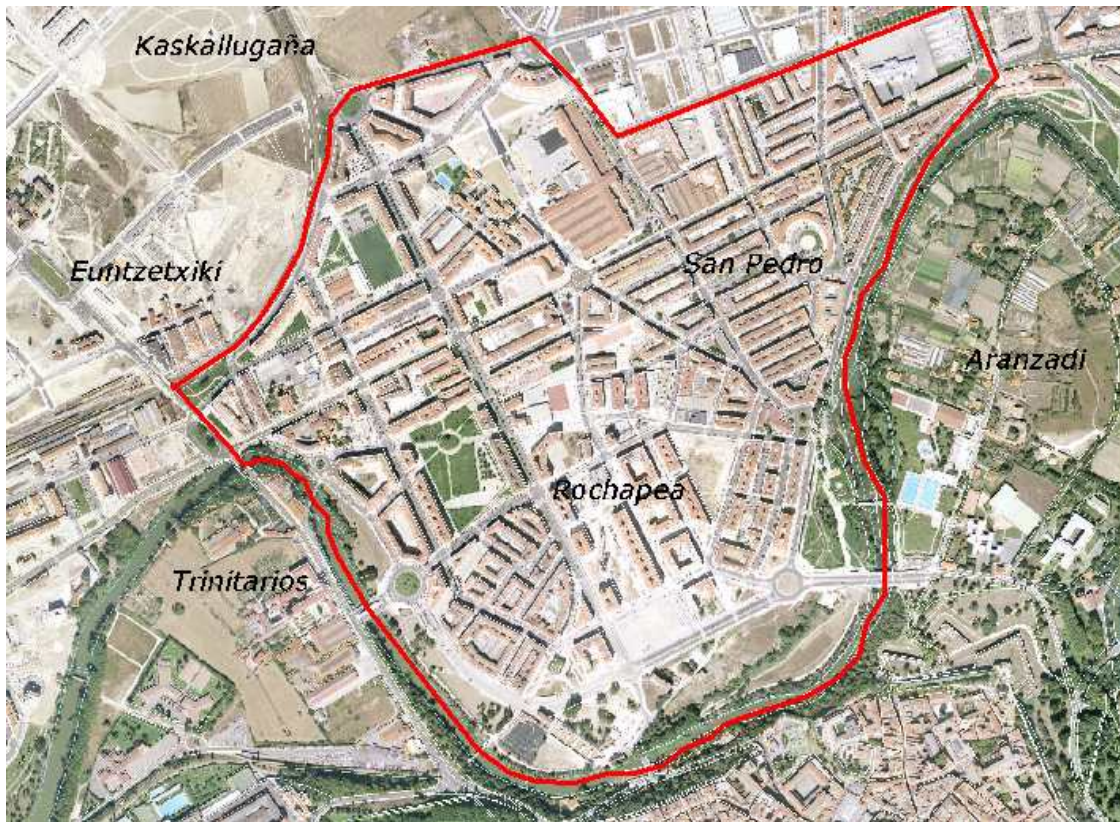 Kaskallugaña
Euntzetxiki
San Pedro
Aranzadi
Rochapea
Trinitarios